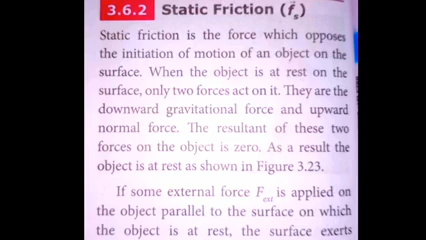 3.6.2 Static Friction (f⃗ₛ)
Static friction is the force which opposes
the initiation of motion of an object on the
surface. When the object is at rest on the
surface, only two forces act on it. They are the
downward gravitational force and upward
normal force. The resultant of these two
forces on the object is zero. As a result the
object is at rest as shown in Figure 3.23.
If some external force Fₑₓₜ is applied on
the object parallel to the surface on which
the object is at rest, the surface exerts